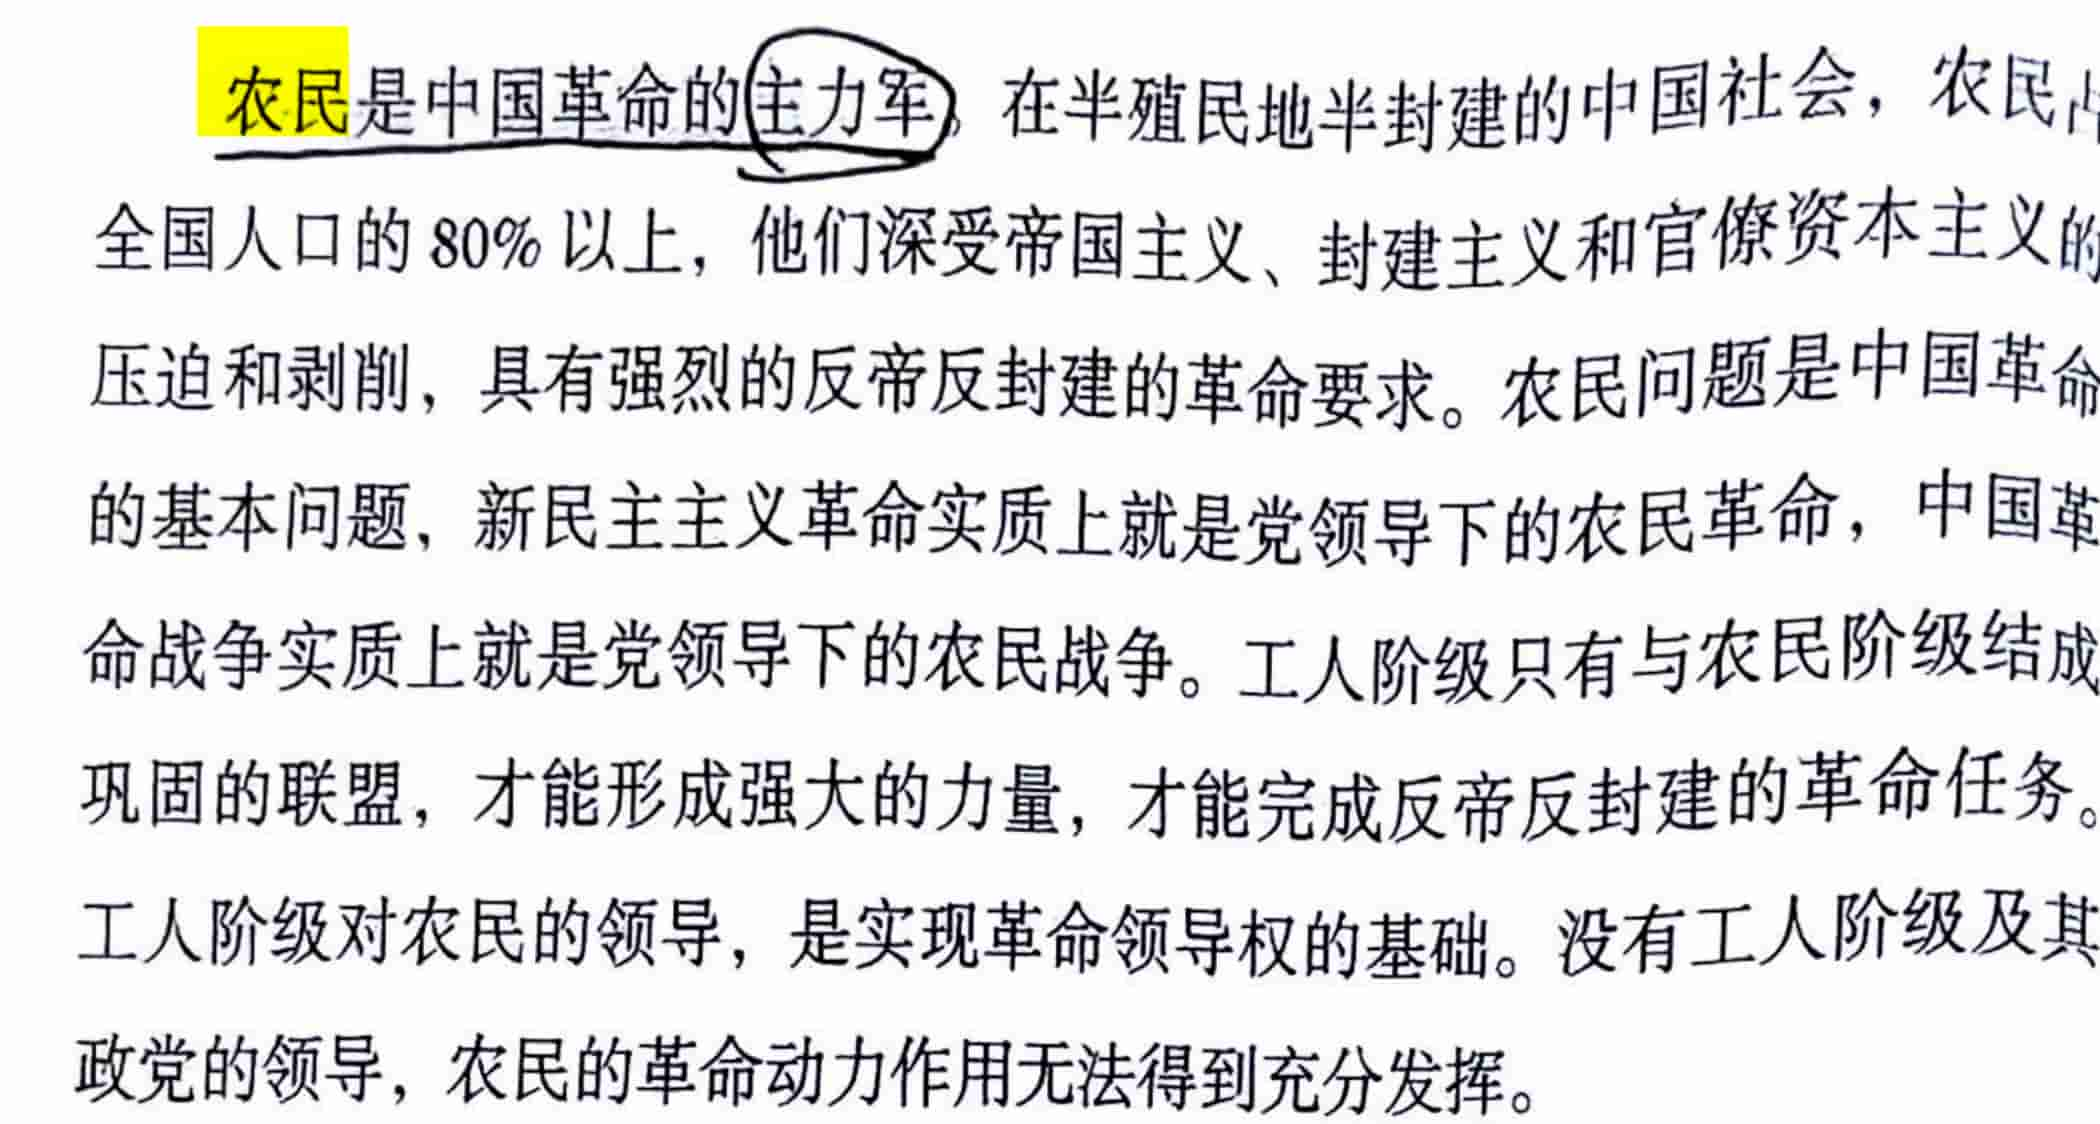 农民是中国革命的主力军。在半殖民地半封建的中国社会，农民占
全国人口的 80% 以上，他们深受帝国主义、封建主义和官僚资本主义的
压迫和剥削，具有强烈的反帝反封建的革命要求。农民问题是中国革命
的基本问题，新民主主义革命实质上就是党领导下的农民革命，中国革
命战争实质上就是党领导下的农民战争。工人阶级只有与农民阶级结成
巩固的联盟，才能形成强大的力量，才能完成反帝反封建的革命任务。
工人阶级对农民的领导，是实现革命领导权的基础。没有工人阶级及其
政党的领导，农民的革命动力作用无法得到充分发挥。